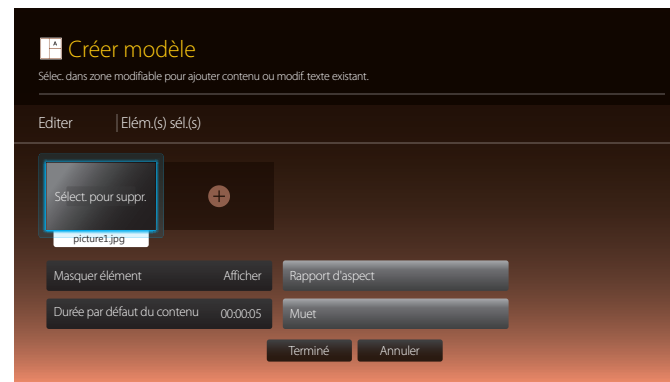 A
Créer modèle
Sélec. dans zone modifiable pour ajouter contenu ou modif. texte existant.
Editer | Elém.(s) sél.(s)
Sélect. pour suppr.
picture1.jpg
Masquer élément Afficher Rapport d'aspect
Durée par défaut du contenu 00:00:05 Muet
Terminé Annuler